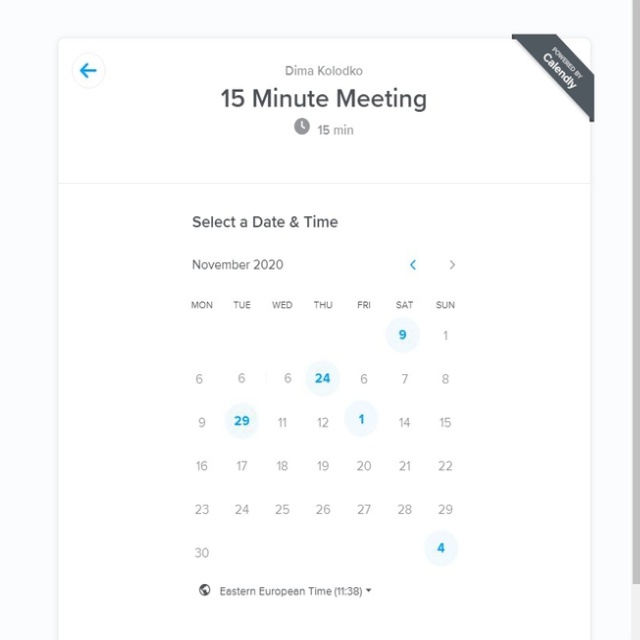 POWERED BY
Calendly
Dima Kolodko
15 Minute Meeting
15 min
Select a Date & Time
November 2020
MON TUE WED THU FRI SAT SUN
9 1
6 6 6 24 6 7 8
9 29 11 12 1 14 15
16 17 18 19 20 21 22
23 24 25 26 27 28 29
30 4
Eastern European Time (11:38)